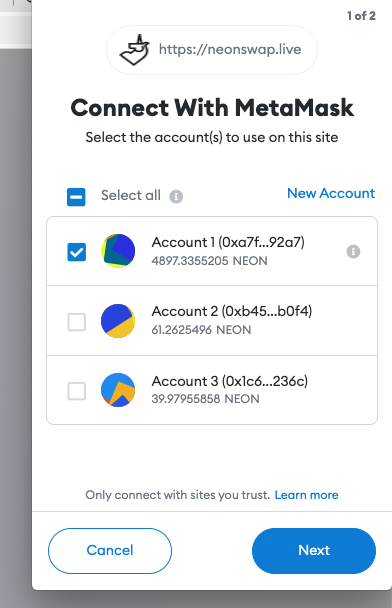 1 of 2
https://neonswap.live
Connect With MetaMask
Select the account(s) to use on this site
Select all
New Account
Account 1 (0xa7f...92a7)
4897.3355205 NEON
Account 2 (0xb45...b0f4)
61.2625496 NEON
Account 3 (0x1c6...236c)
39.97955858 NEON
Only connect with sites you trust. Learn more
Cancel
Next